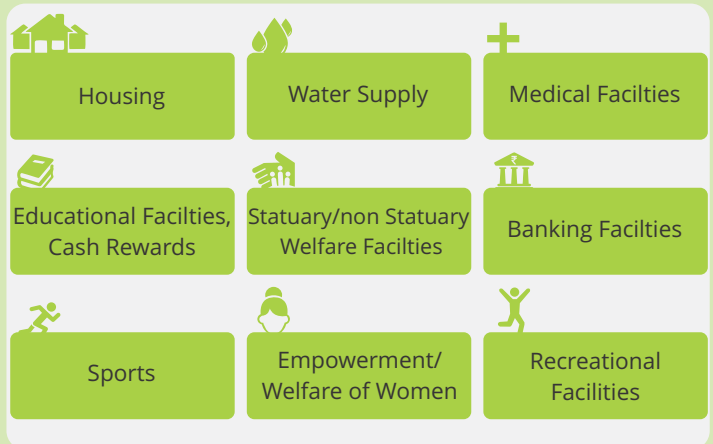 Housing
Water Supply
Medical Facilties
Educational Facilties,
Cash Rewards
Statuary/non Statuary
Welfare Facilties
Banking Facilties
₹
Sports
Empowerment/
Welfare of Women
Recreational
Facilities